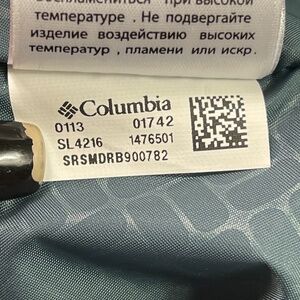 воспламениться при высокой
температуре . Не подвергайте
изделие воздействию высоких
температур , пламени или искр.
Columbia
0113 01742
SL4216 1476501
SRSMDRB900782